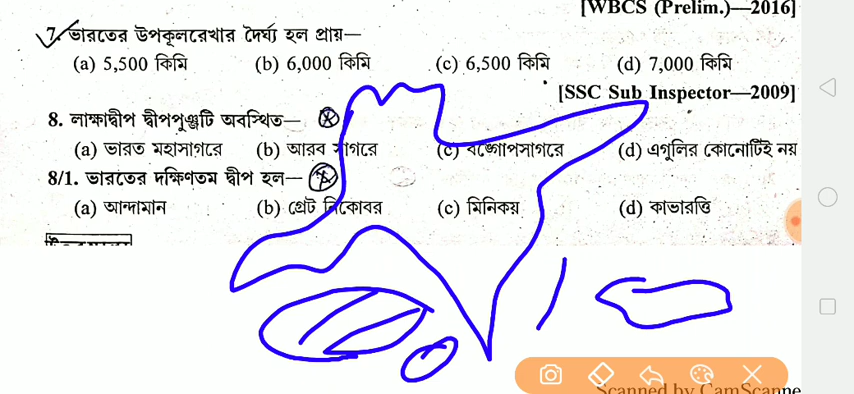 [WBCS (Prelim.)—2016]
7. ভারতের উপকূলরেখার দৈর্ঘ্য হল প্রায়—
(a) 5,500 কিমি (b) 6,000 কিমি (c) 6,500 কিমি (d) 7,000 কিমি
[SSC Sub Inspector—2009]
8. লাক্ষাদ্বীপ দ্বীপপুঞ্জটি অবস্থিত—
(a) ভারত মহাসাগরে (b) আরব সাগরে (c) বঙ্গোপসাগরে (d) এগুলির কোনোটিই নয়
8/1. ভারতের দক্ষিণতম দ্বীপ হল—
(a) আন্দামান (b) গ্রেট নিকোবর (c) মিনিকয় (d) কাভারত্তি
Scanned by CamScanne